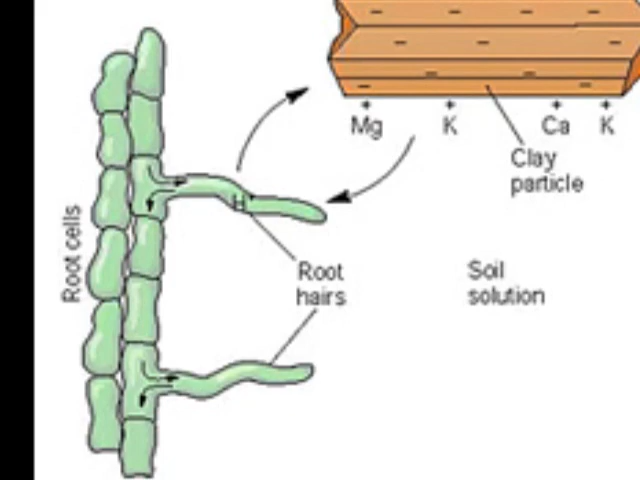 + + + +
Mg K Ca K
Clay
particle
Root cells
H
Root
hairs
Soil
solution